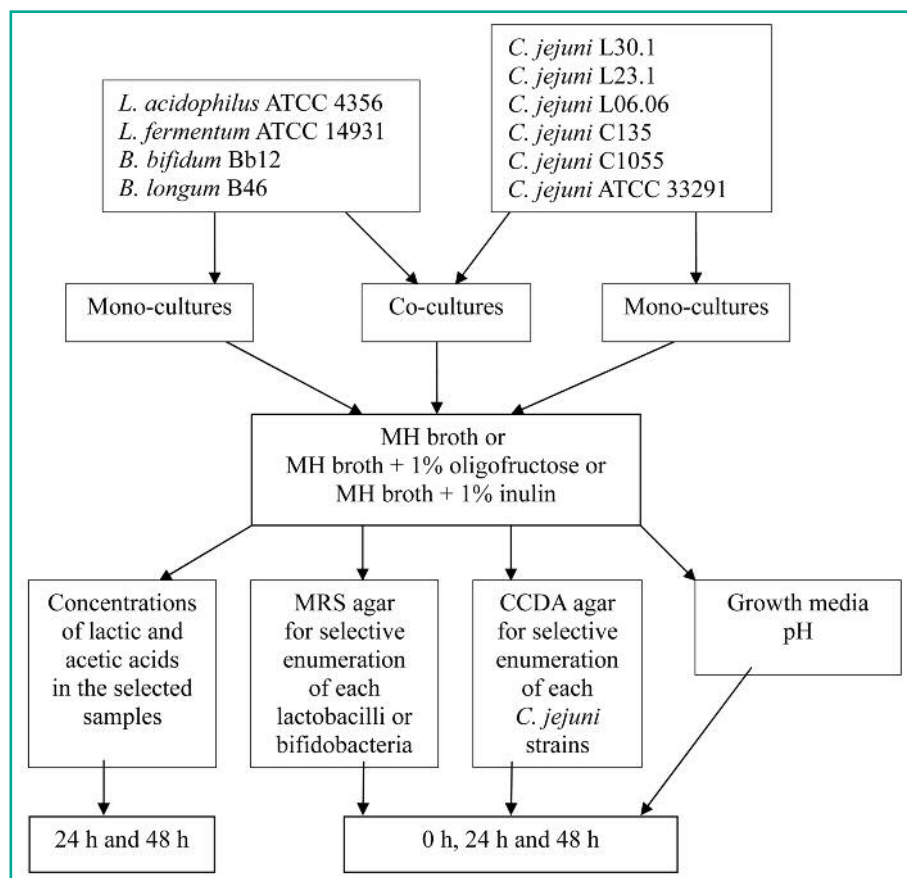 L. acidophilus ATCC 4356
L. fermentum ATCC 14931
B. bifidum Bb12
B. longum B46
C. jejuni L30.1
C. jejuni L23.1
C. jejuni L06.06
C. jejuni C135
C. jejuni C1055
C. jejuni ATCC 33291
Mono-cultures
Co-cultures
Mono-cultures
MH broth or
MH broth + 1% oligofructose or
MH broth + 1% inulin
Concentrations
of lactic and
acetic acids
in the selected
samples
MRS agar
for selective
enumeration
of each
lactobacilli or
bifidobacteria
CCDA agar
for selective
enumeration
of each
C. jejuni
strains
Growth media
pH
24 h and 48 h
0 h, 24 h and 48 h